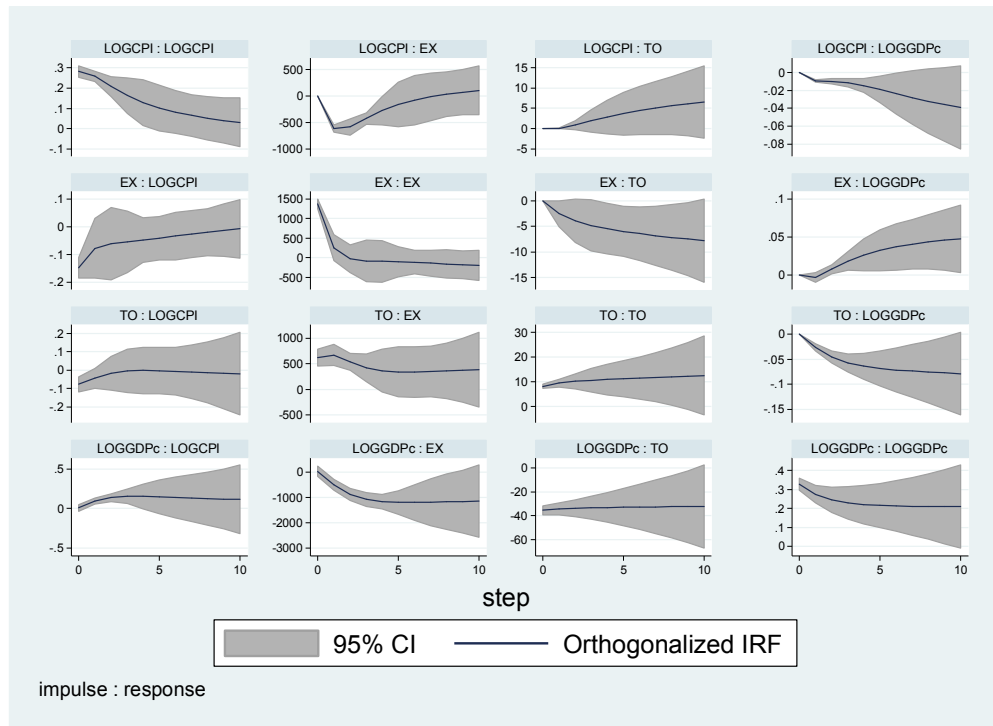 LOGCPI : LOGCPI
LOGCPI : EX
LOGCPI : TO
LOGCPI : LOGGDPc
.3
.2
.1
0
-.1
500
0
-500
-1000
15
10
5
0
-5
0
-.02
-.04
-.06
-.08
EX : LOGCPI
EX : EX
EX : TO
EX : LOGGDPc
.1
0
-.1
-.2
1500
1000
500
0
-500
0
-5
-10
-15
.1
.05
0
TO : LOGCPI
TO : EX
TO : TO
TO : LOGGDPc
.2
.1
0
-.1
-.2
1000
500
0
-500
30
20
10
0
0
-.05
-.1
-.15
LOGGDPc : LOGCPI
LOGGDPc : EX
LOGGDPc : TO
LOGGDPc : LOGGDPc
.5
0
-.5
0
-1000
-2000
-3000
0
-20
-40
-60
.4
.3
.2
.1
0
0 5 10
0 5 10
0 5 10
0 5 10
step
95% CI
Orthogonalized IRF
impulse : response